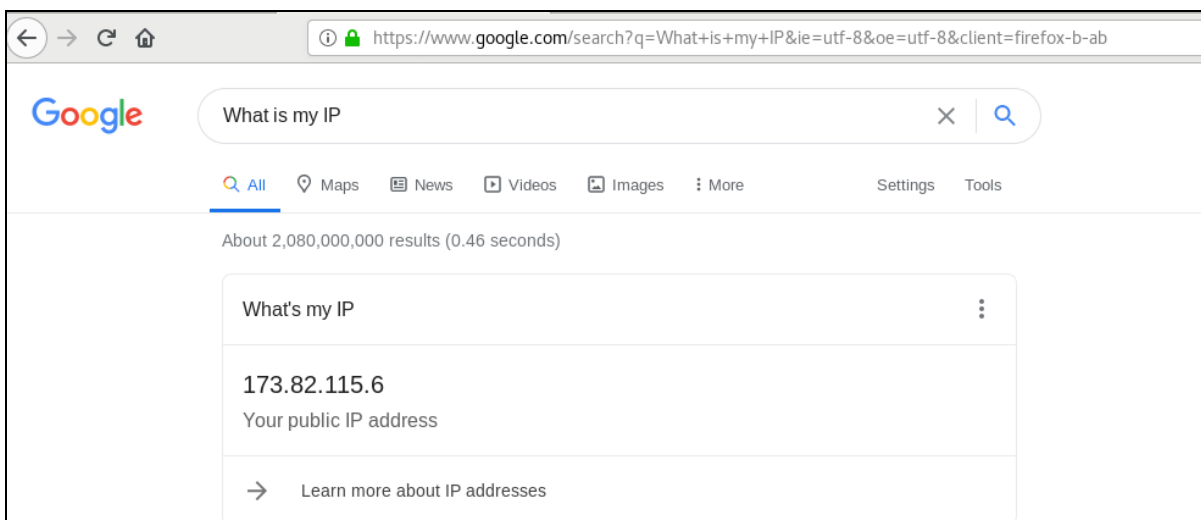 https://www.google.com/search?q=What+is+my+IP&ie=utf-8&oe=utf-8&client=firefox-b-ab
Google What is my IP
All Maps News Videos Images More Settings Tools
About 2,080,000,000 results (0.46 seconds)
What's my IP
173.82.115.6
Your public IP address
Learn more about IP addresses